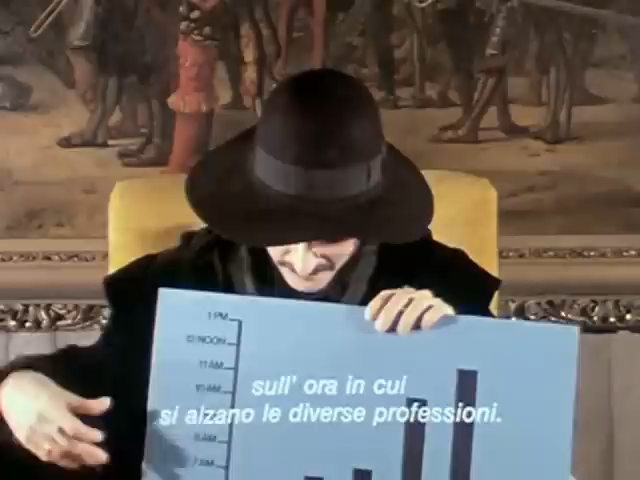 1 PM
12 NOON
11 AM
10 AM
sull' ora in cui
si alzano le diverse professioni.
8 AM
7 AM